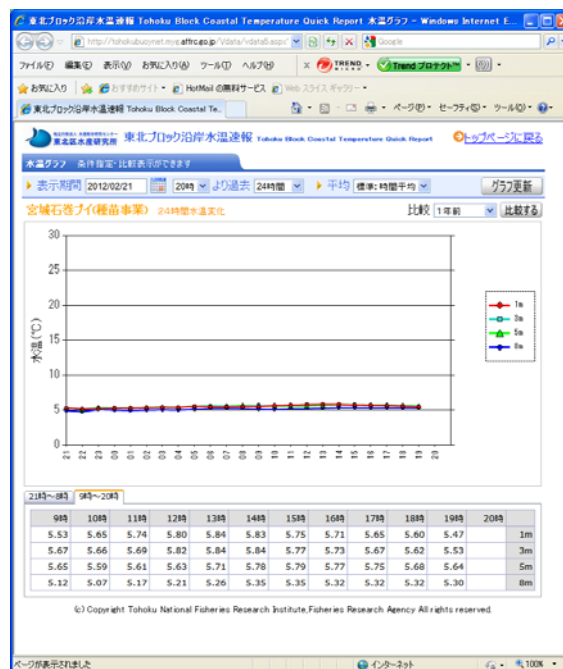 東北ブロック沿岸水温速報 Tohoku Block Coastal Temperature Quick Report 水温グラフ - Windows Internet E...
Google
ファイル(F) 編集(E) 表示(V) お気に入り(A) ツール(T) ヘルプ(H) x TREND Trend プロテクト
お気に入り おすすめサイト HotMail の無料サービス Web スライス ギャラリー
東北ブロック沿岸水温速報 Tohoku Block Coastal Te... ページ(P) セーフティ(S) ツール(O)
東北区水産研究所 東北ブロック沿岸水温速報 Tohoku Block Coastal Temperature Quick Report トップページに戻る
水温グラフ 条件指定・比較表示ができます
表示期間 2012/02/21 20時 より過去 24時間 平均 標準:時間平均 グラフ更新
宮城石巻ブイ(種苗事業) 24時間水温変化 比較 1年前 比較する
水温(℃)
30
25
20
15
10
5
0
21 22 23 00 01 02 03 04 05 06 07 08 09 10 11 12 13 14 15 16 17 18 19 20
1m
3m
5m
8m
21時~8時 9時~20時
9時 10時 11時 12時 13時 14時 15時 16時 17時 18時 19時 20時
5.53 5.65 5.74 5.80 5.84 5.83 5.75 5.71 5.65 5.60 5.47 1m
5.67 5.66 5.69 5.82 5.84 5.84 5.77 5.73 5.67 5.62 5.53 3m
5.65 5.59 5.61 5.63 5.71 5.78 5.79 5.77 5.75 5.68 5.64 5m
5.12 5.07 5.17 5.21 5.26 5.35 5.35 5.32 5.32 5.32 5.30 8m
(c) Copyright Tohoku National Fisheries Research Institute,Fisheries Research Agency All rights reserved.
ページが表示されました インターネット 100%